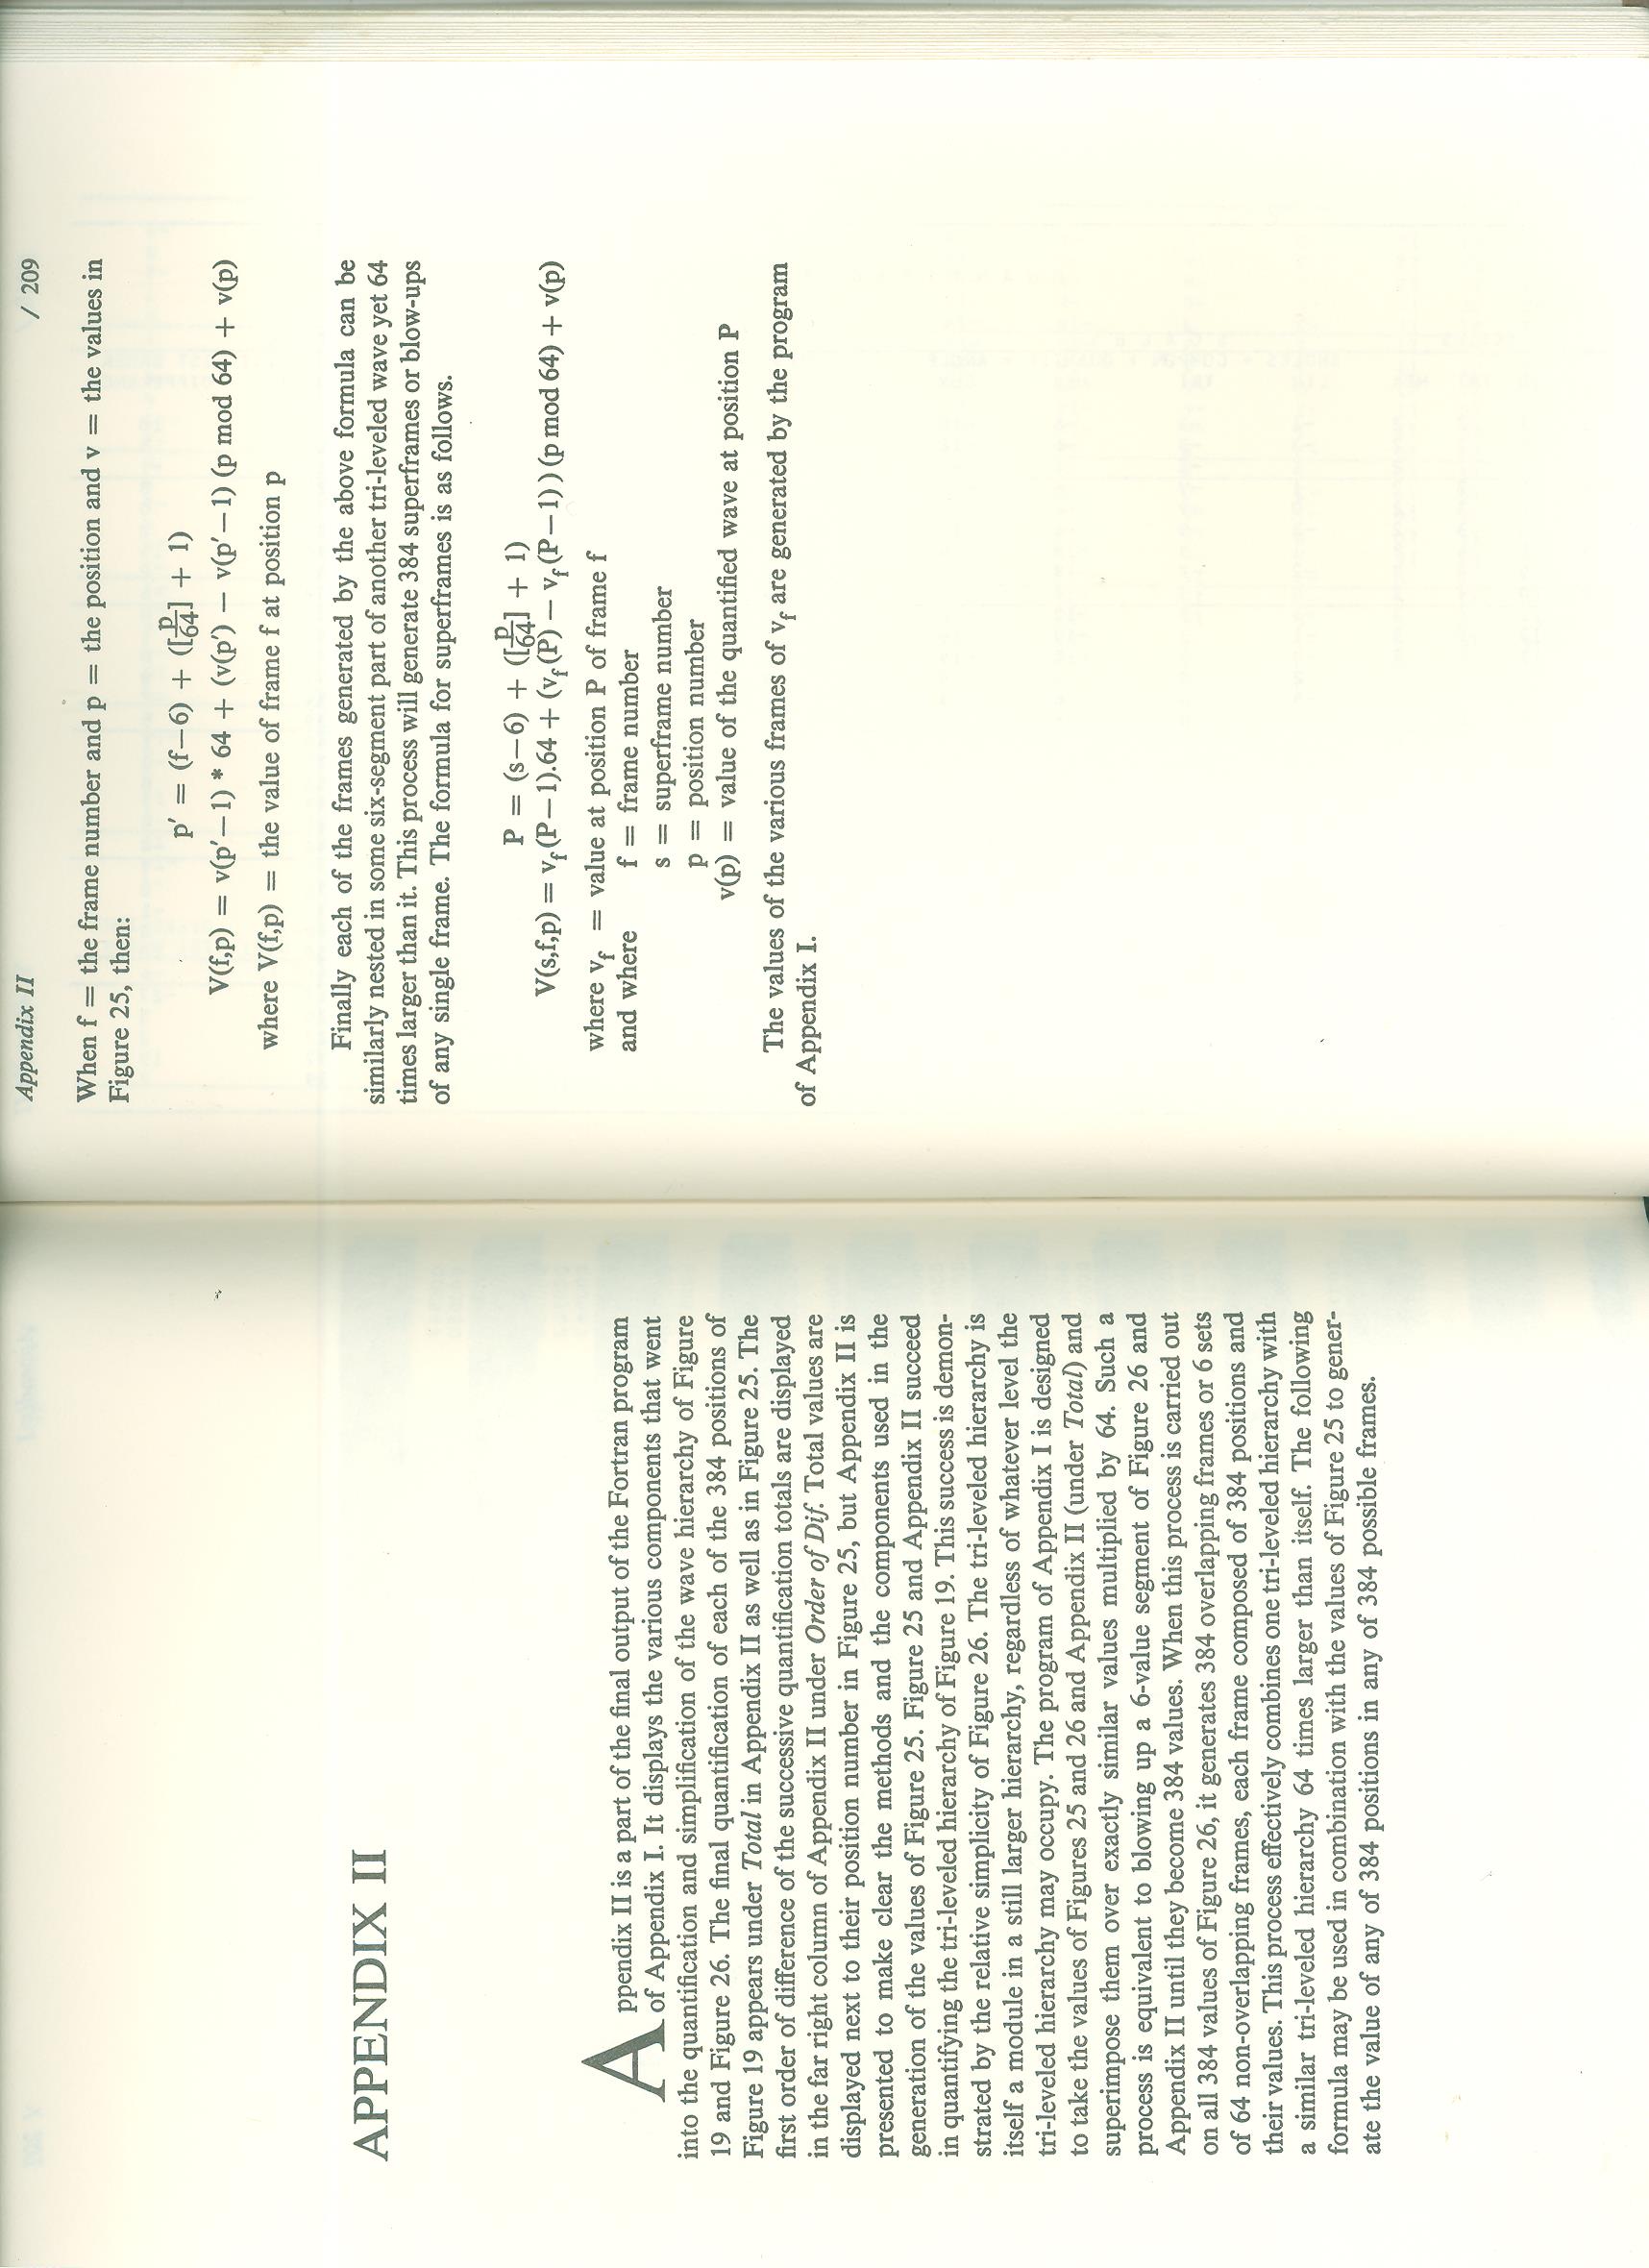 APPENDIX II
Appendix II is a part of the final output of the Fortran program
of Appendix I. It displays the various components that went
into the quantification and simplification of the wave hierarchy of Figure
19 and Figure 26. The final quantification of each of the 384 positions of
Figure 19 appears under Total in Appendix II as well as in Figure 25. The
first order of difference of the successive quantification totals are displayed
in the far right column of Appendix II under Order of Dif. Total values are
displayed next to their position number in Figure 25, but Appendix II is
presented to make clear the methods and the components used in the
generation of the values of Figure 25. Figure 25 and Appendix II succeed
in quantifying the tri-leveled hierarchy of Figure 19. This success is demon-
strated by the relative simplicity of Figure 26. The tri-leveled hierarchy is
itself a module in a still larger hierarchy, regardless of whatever level the
tri-leveled hierarchy may occupy. The program of Appendix I is designed
to take the values of Figures 25 and 26 and Appendix II (under Total) and
superimpose them over exactly similar values multiplied by 64. Such a
process is equivalent to blowing up a 6-value segment of Figure 26 and
Appendix II until they become 384 values. When this process is carried out
on all 384 values of Figure 26, it generates 384 overlapping frames or 6 sets
of 64 non-overlapping frames, each frame composed of 384 positions and
their values. This process effectively combines one tri-leveled hierarchy with
a similar tri-leveled hierarchy 64 times larger than itself. The following
formula may be used in combination with the values of Figure 25 to gener-
ate the value of any of 384 positions in any of 384 possible frames.
Appendix II / 209
When f = the frame number and p = the position and v = the values in
Figure 25, then:
p′ = (f−6) + ([p/64] + 1)
V(f,p) = v(p′−1) * 64 + (v(p′) − v(p′−1) (p mod 64) + v(p)
where V(f,p) = the value of frame f at position p
Finally each of the frames generated by the above formula can be
similarly nested in some six-segment part of another tri-leveled wave yet 64
times larger than it. This process will generate 384 superframes or blow-ups
of any single frame. The formula for superframes is as follows.
P = (s−6) + ([p/64] + 1)
V(s,f,p) = vf(P−1).64 + (vf(P) − vf(P−1)) (p mod 64) + v(p)
where vf = value at position P of frame f
and where f = frame number
s = superframe number
p = position number
v(p) = value of the quantified wave at position P
The values of the various frames of vf are generated by the program
of Appendix I.